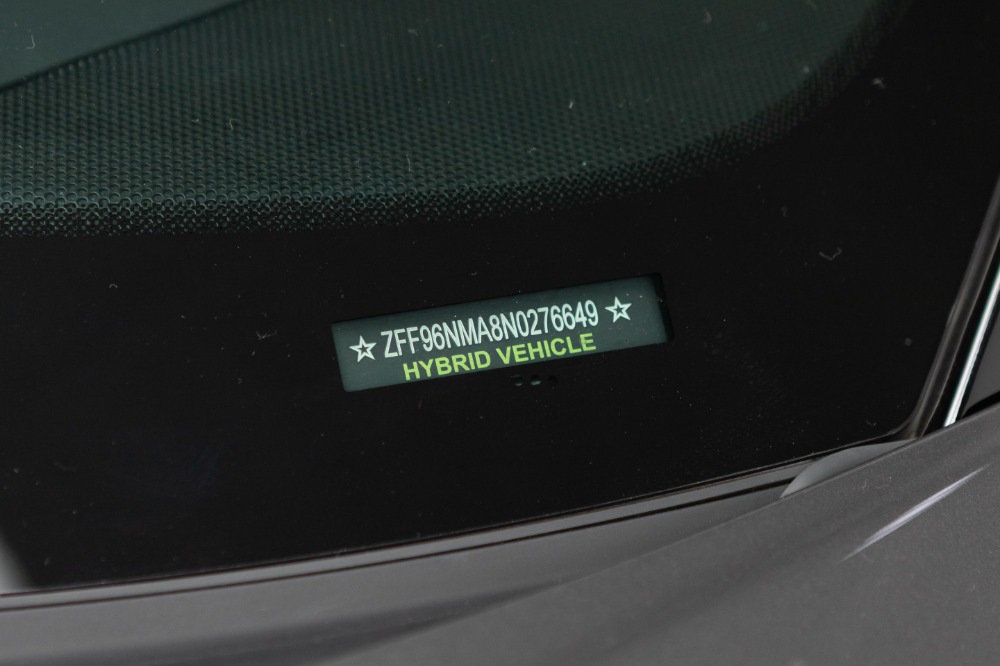 ☆ ZFF96NMA8N0276649 ☆
HYBRID VEHICLE